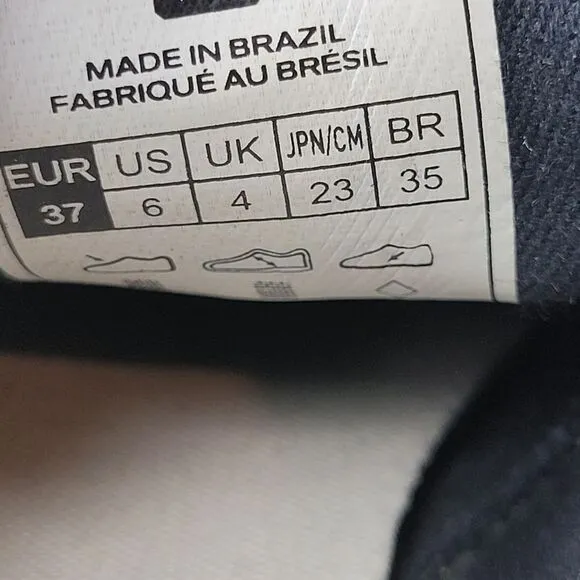 MADE IN BRAZIL
FABRIQUÉ AU BRÉSIL
EUR US UK JPN/CM BR
37 6 4 23 35